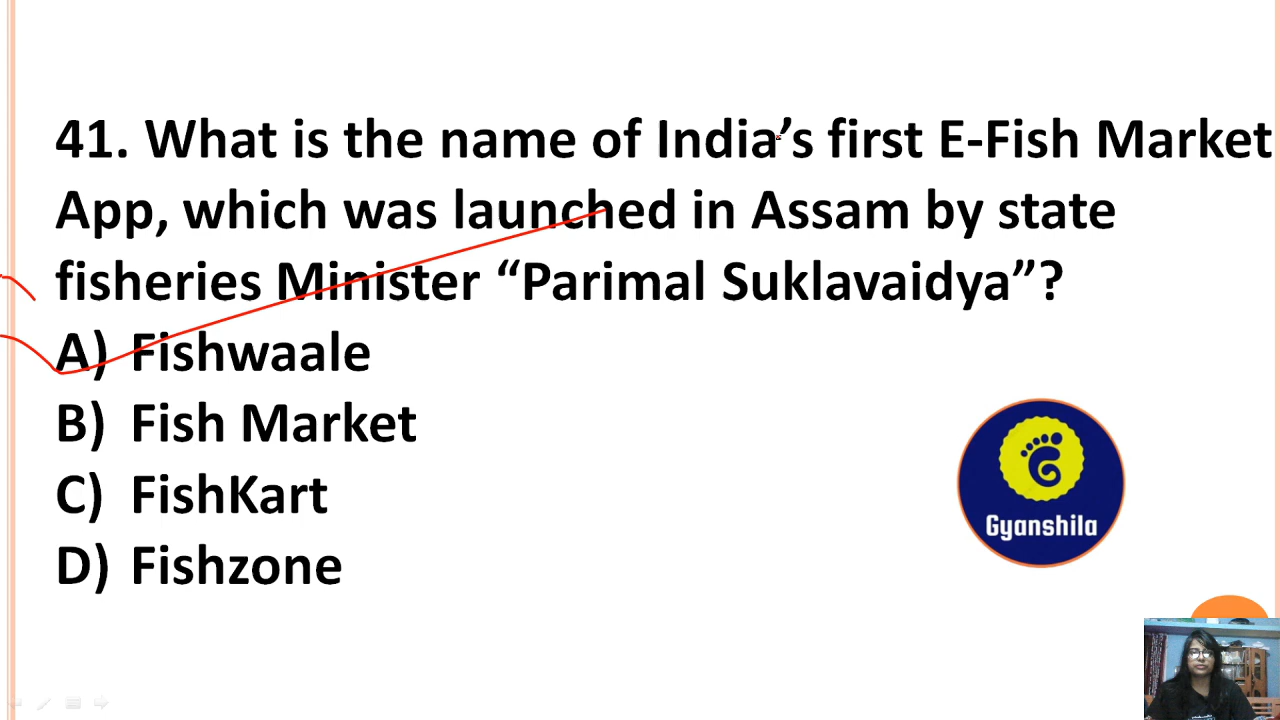 41. What is the name of India’s first E-Fish Market
App, which was launched in Assam by state
fisheries Minister “Parimal Suklavaidya”?
A) Fishwaale
B) Fish Market
C) FishKart
D) Fishzone
Gyanshila